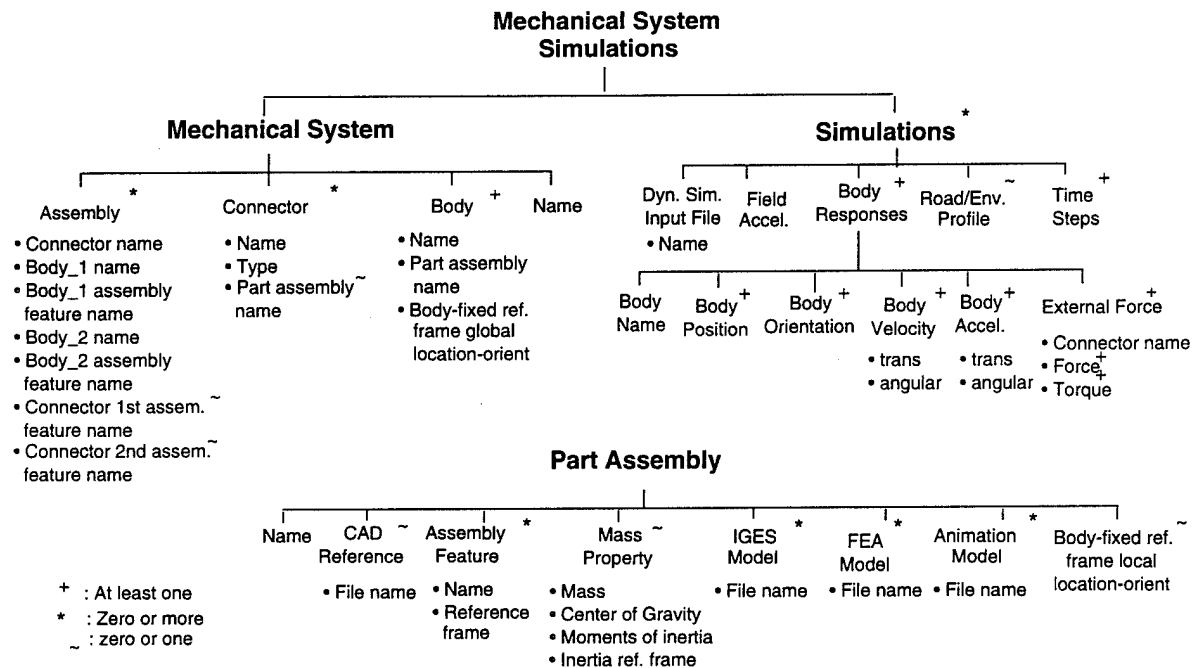 Mechanical System
Simulations
Mechanical System
Simulations *
Assembly *
• Connector name
• Body_1 name
• Body_1 assembly
feature name
• Body_2 name
• Body_2 assembly
feature name
• Connector 1st assem. ~
feature name
• Connector 2nd assem. ~
feature name
Connector *
• Name
• Type
• Part assembly ~
name
Body +
• Name
• Part assembly
name
• Body-fixed ref.
frame global
location-orient
Name
Dyn. Sim.
Input File
• Name
Field
Accel.
Body +
Responses
Road/Env. ~
Profile
Time +
Steps
Body
Name
Body +
Position
Body +
Orientation
Body +
Velocity
• trans
• angular
Body +
Accel.
• trans
• angular
External Force +
• Connector name
• Force +
• Torque +
Part Assembly
Name
CAD ~
Reference
• File name
Assembly *
Feature
• Name
• Reference
frame
Mass ~
Property
• Mass
• Center of Gravity
• Moments of inertia
• Inertia ref. frame
IGES *
Model
• File name
FEA *
Model
• File name
Animation *
Model
• File name
Body-fixed ref. ~
frame local
location-orient
+ : At least one
* : Zero or more
~ : zero or one